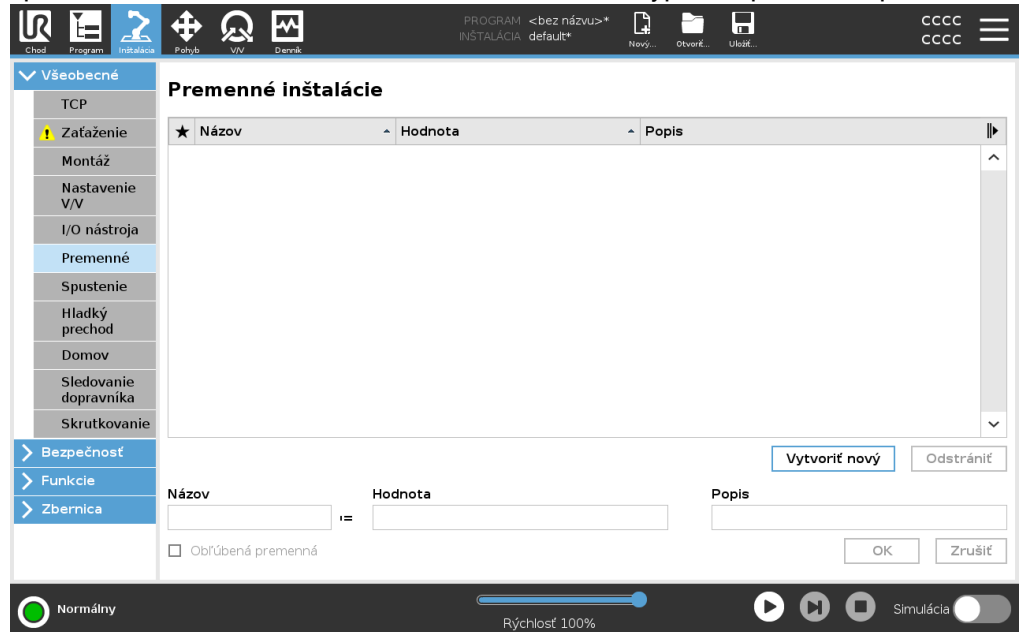 PROGRAM <bez názvu>*
INŠTALÁCIA default*
Chod Program Inštalácia Pohyb V/V Denník Nový... Otvoriť... Uložiť...
CCCC
CCCC
Všeobecné
TCP
Zaťaženie
Montáž
Nastavenie
V/V
I/O nástroja
Premenné
Spustenie
Hladký
prechod
Domov
Sledovanie
dopravníka
Skrutkovanie
Bezpečnosť
Funkcie
Zbernica
Premenné inštalácie
Názov Hodnota Popis
Vytvoriť nový Odstrániť
Názov Hodnota Popis
:=
Obľúbená premenná OK Zrušiť
Normálny
Rýchlosť 100%
Simulácia